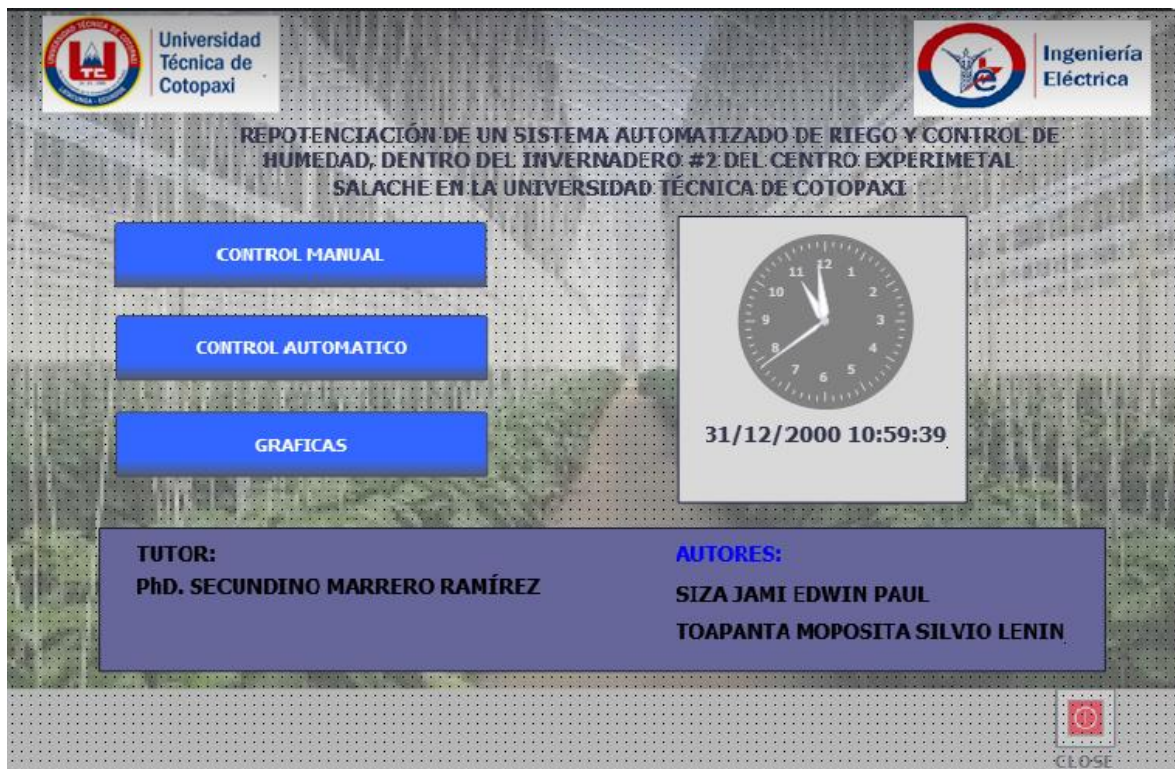 Universidad
Técnica de
Cotopaxi
Ingeniería
Eléctrica
REPOTENCIACIÓN DE UN SISTEMA AUTOMATIZADO DE RIEGO Y CONTROL DE
HUMEDAD, DENTRO DEL INVERNADERO #2 DEL CENTRO EXPERIMETAL
SALACHE EN LA UNIVERSIDAD TÉCNICA DE COTOPAXI
CONTROL MANUAL
CONTROL AUTOMATICO
GRAFICAS
12
1
2
3
4
5
6
7
8
9
10
11
31/12/2000 10:59:39
TUTOR:
PhD. SECUNDINO MARRERO RAMÍREZ
AUTORES:
SIZA JAMI EDWIN PAUL
TOAPANTA MOPOSITA SILVIO LENIN
CLOSE